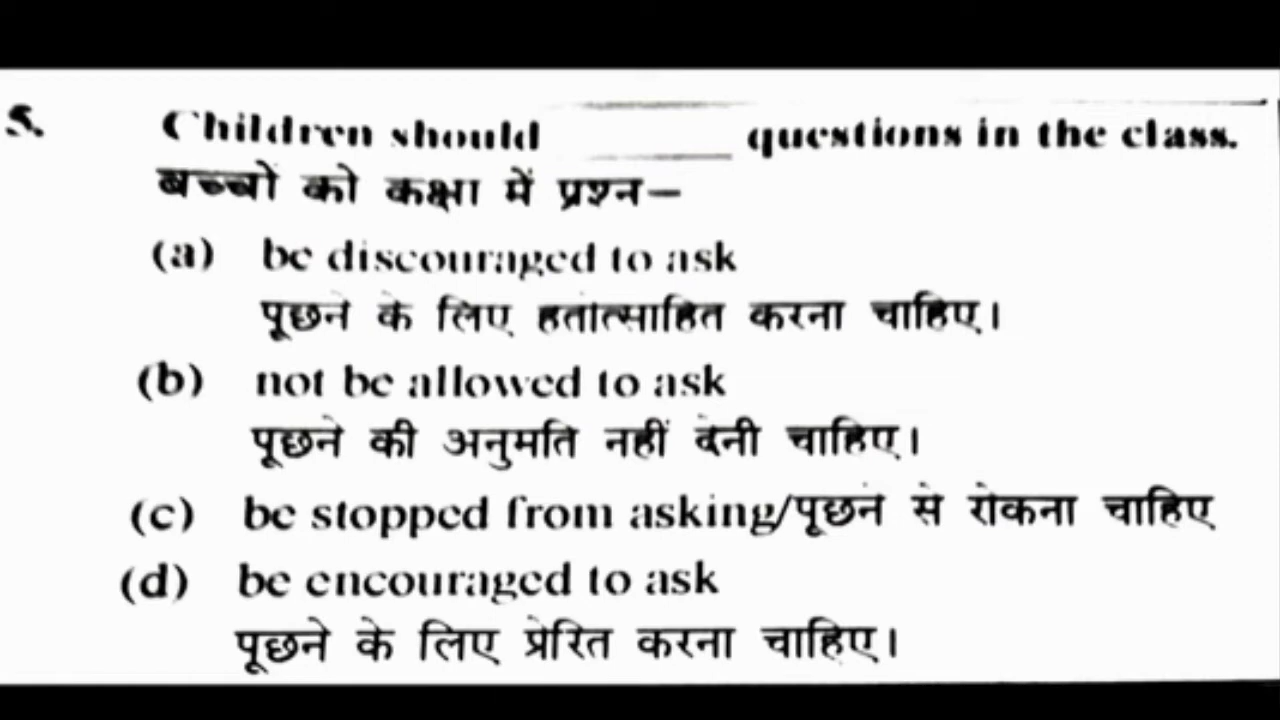 5. Children should ______ questions in the class.
बच्चों को कक्षा में प्रश्न–
(a) be discouraged to ask
पूछने के लिए हतोत्साहित करना चाहिए।
(b) not be allowed to ask
पूछने की अनुमति नहीं देनी चाहिए।
(c) be stopped from asking/पूछने से रोकना चाहिए
(d) be encouraged to ask
पूछने के लिए प्रेरित करना चाहिए।